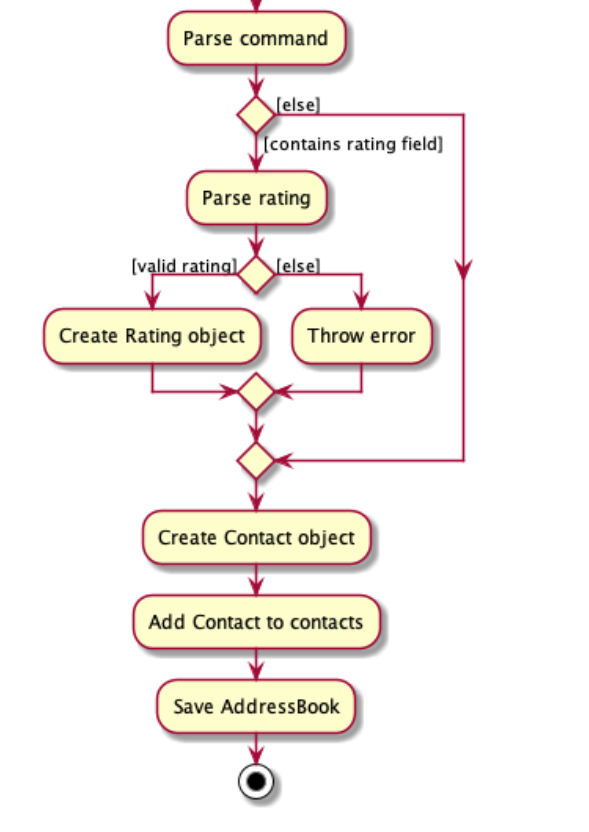 Parse command
[else]
[contains rating field]
Parse rating
[valid rating] [else]
Create Rating object
Throw error
Create Contact object
Add Contact to contacts
Save AddressBook